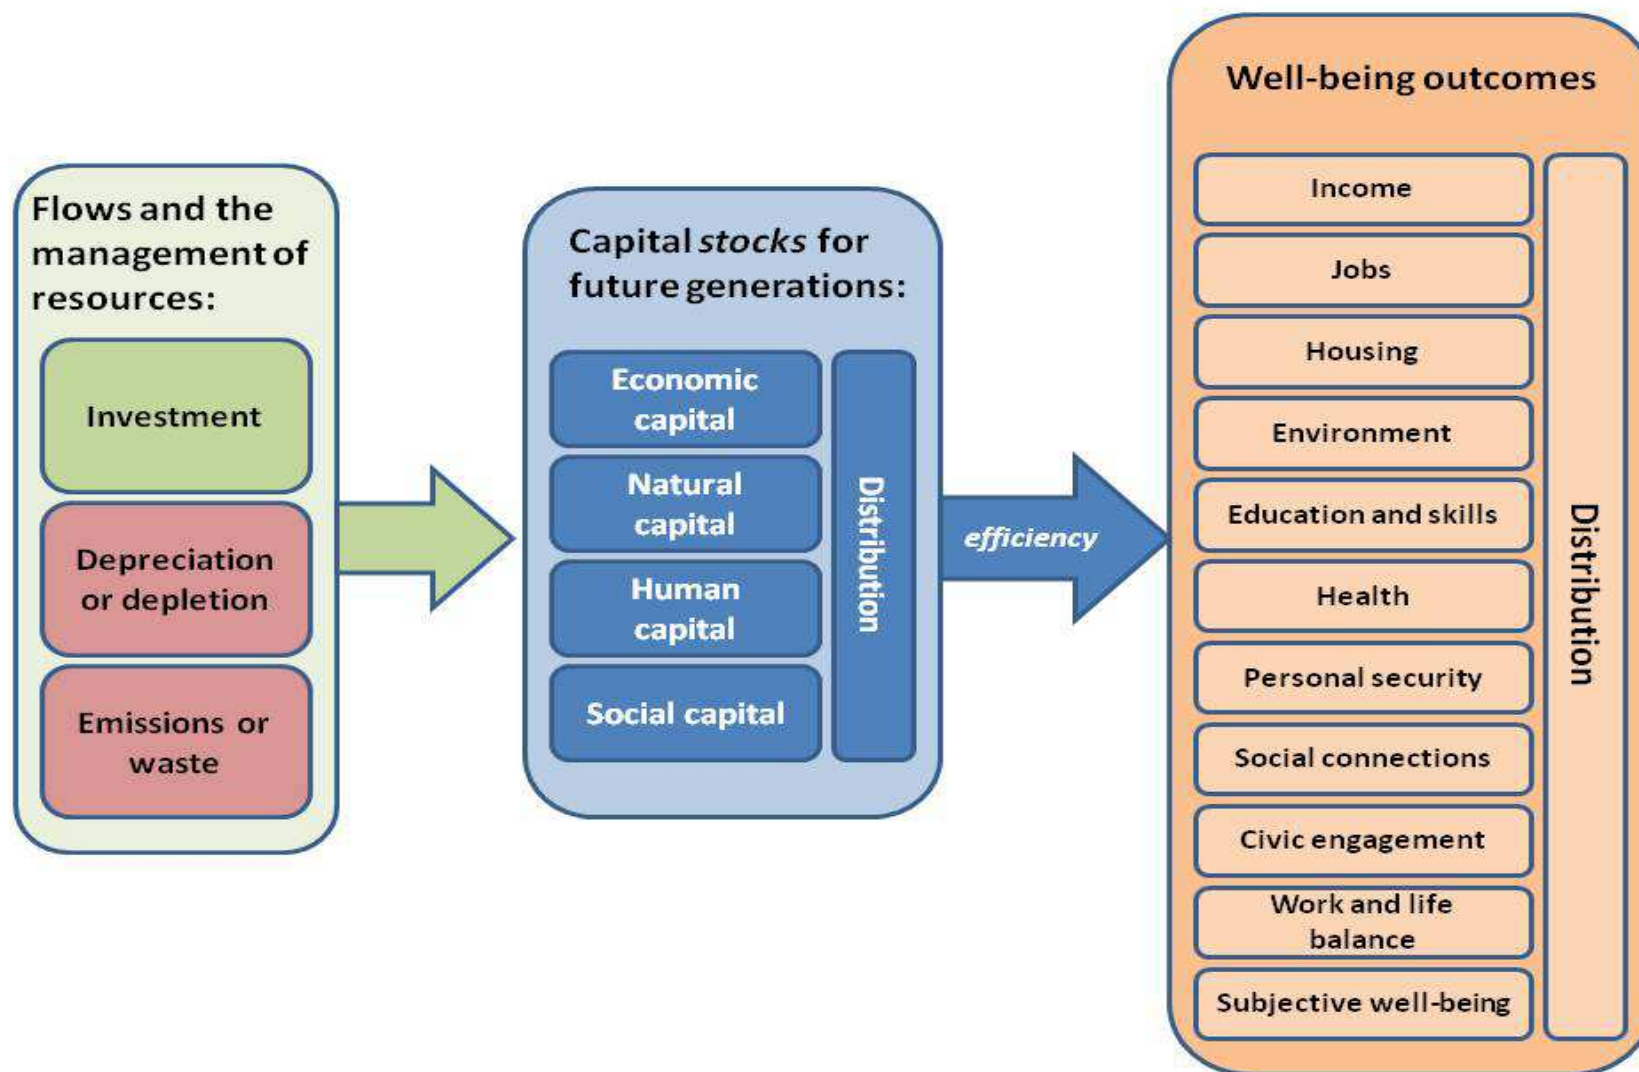 Flows and the
management of
resources:
Investment
Depreciation
or depletion
Emissions or
waste
Capital stocks for
future generations:
Economic
capital
Natural
capital
Human
capital
Social capital
Distribution
efficiency
Well-being outcomes
Income
Jobs
Housing
Environment
Education and skills
Health
Personal security
Social connections
Civic engagement
Work and life
balance
Subjective well-being
Distribution